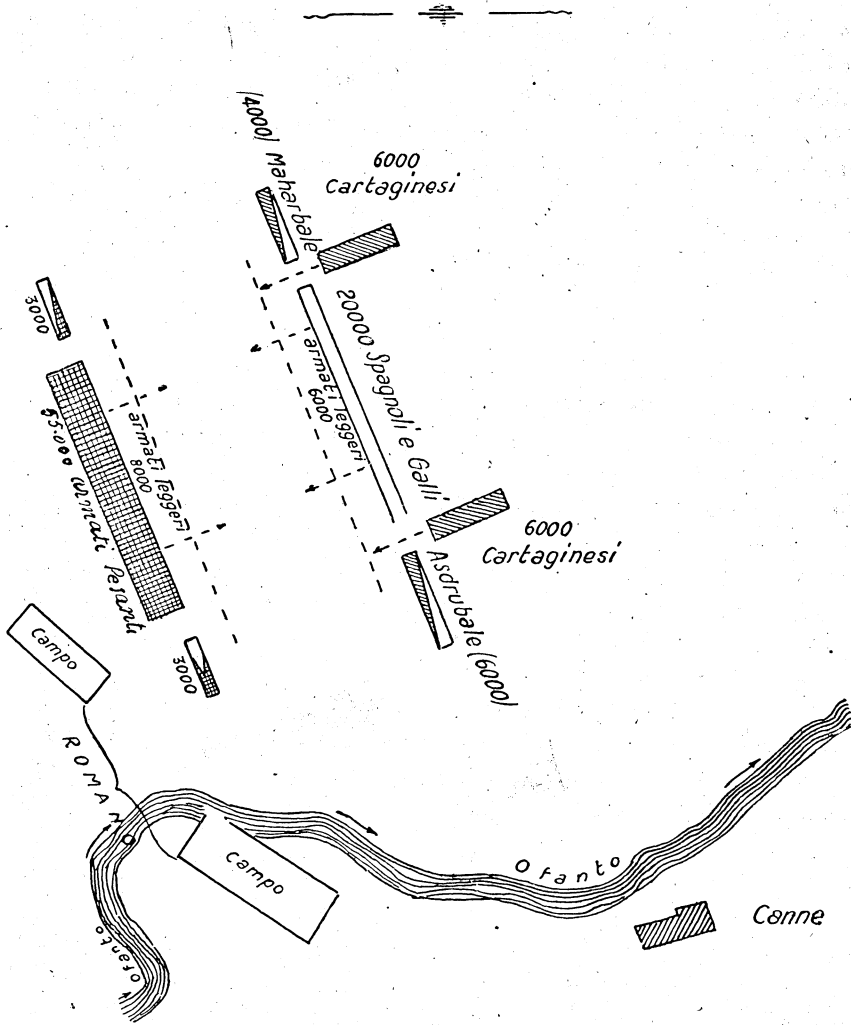 (4000) Maharbale
6000
Cartaginesi
20000 Spagnoli e Galli
armati leggeri
6000
3000
armati leggeri
8000
55.000 armati Pesanti
6000
Cartaginesi
Asdrubale (6000)
3000
Campo
ROMANO
Campo
Ofanto
Ofanto
Canne